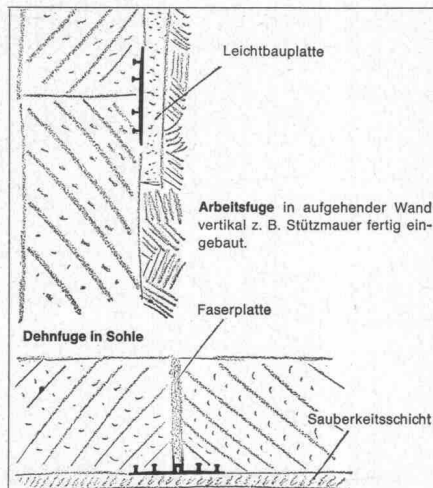 Leichtbauplatte
Arbeitsfuge in aufgehender Wand
vertikal z. B. Stützmauer fertig ein-
gebaut.
Faserplatte
Dehnfuge in Sohle
Sauberkeitsschicht